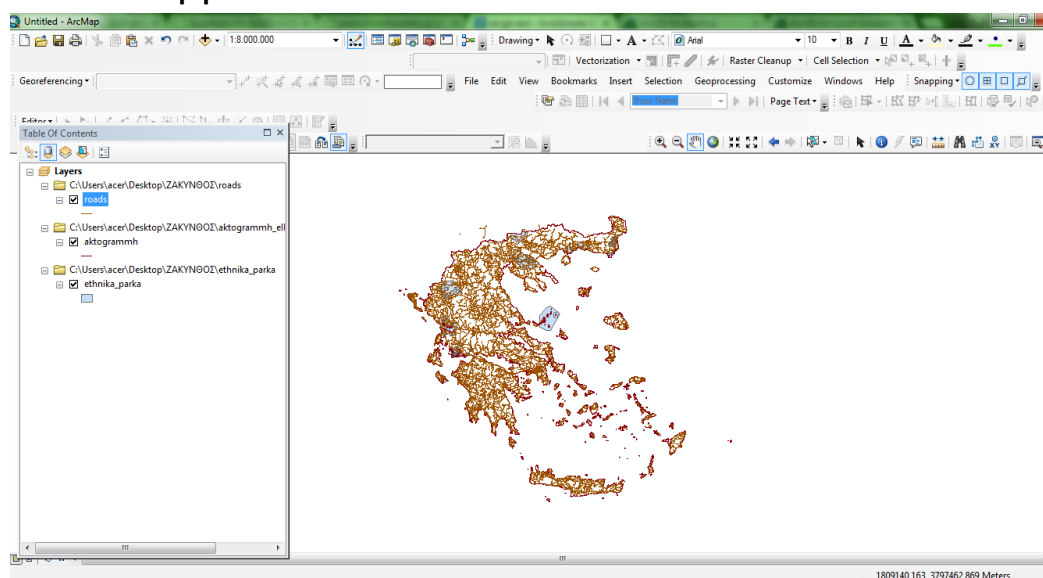 Untitled - ArcMap
1:8.000.000
Drawing
A
Arial
10
B I U A
Vectorization
Raster Cleanup
Cell Selection
Georeferencing
File Edit View Bookmarks Insert Selection Geoprocessing Customize Windows Help
Snapping
Show Name
Page Text
Editor
Table Of Contents
Layers
C:\Users\acer\Desktop\ΖΑΚΥΝΘΟΣ\roads
roads
C:\Users\acer\Desktop\ΖΑΚΥΝΘΟΣ\aktogrammh_ell
aktogrammh
C:\Users\acer\Desktop\ΖΑΚΥΝΘΟΣ\ethnika_parka
ethnika_parka
1809140,163 3797462,869 Meters